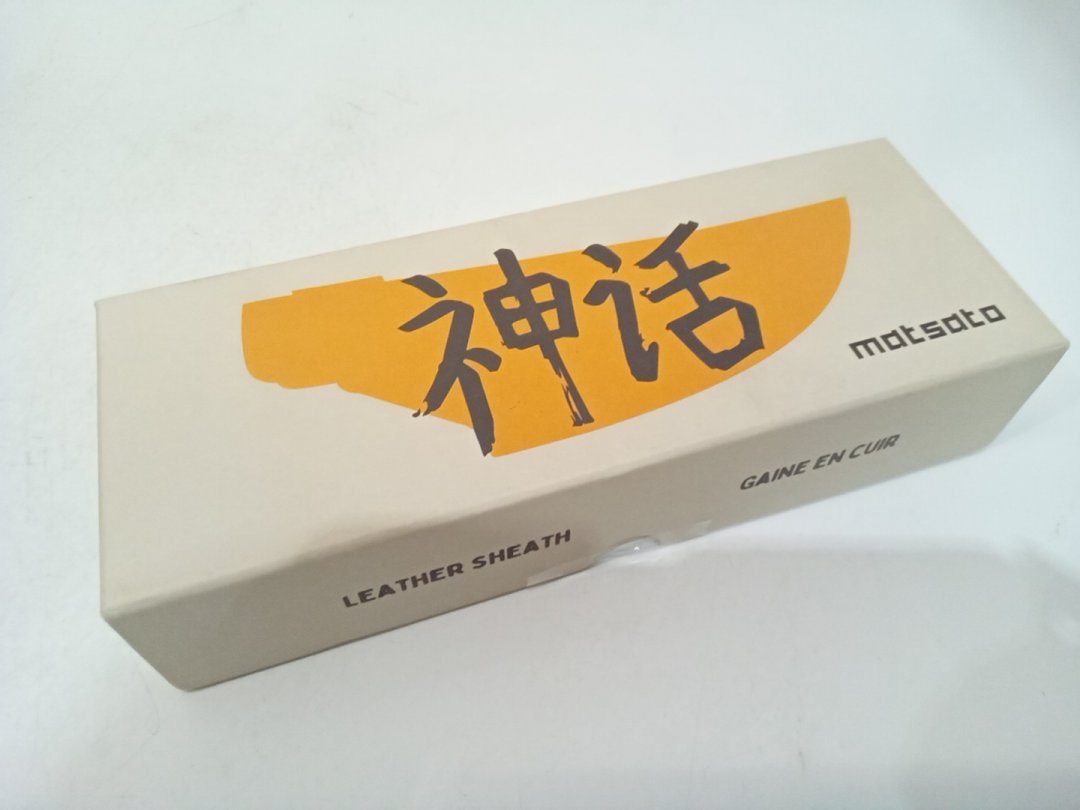 神话
matsato
LEATHER SHEATH
GAINE EN CUIR